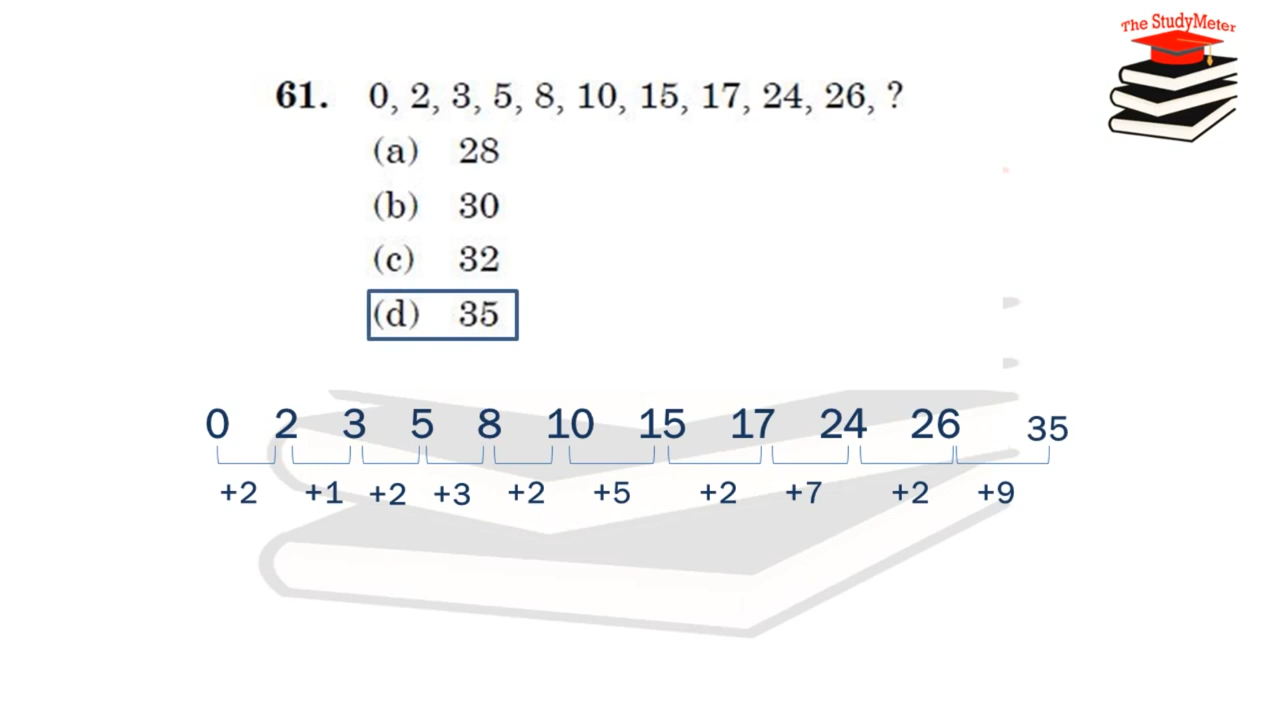 The StudyMeter
61. 0, 2, 3, 5, 8, 10, 15, 17, 24, 26, ?
(a) 28
(b) 30
(c) 32
(d) 35
0 2 3 5 8 10 15 17 24 26 35
+2 +1 +2 +3 +2 +5 +2 +7 +2 +9